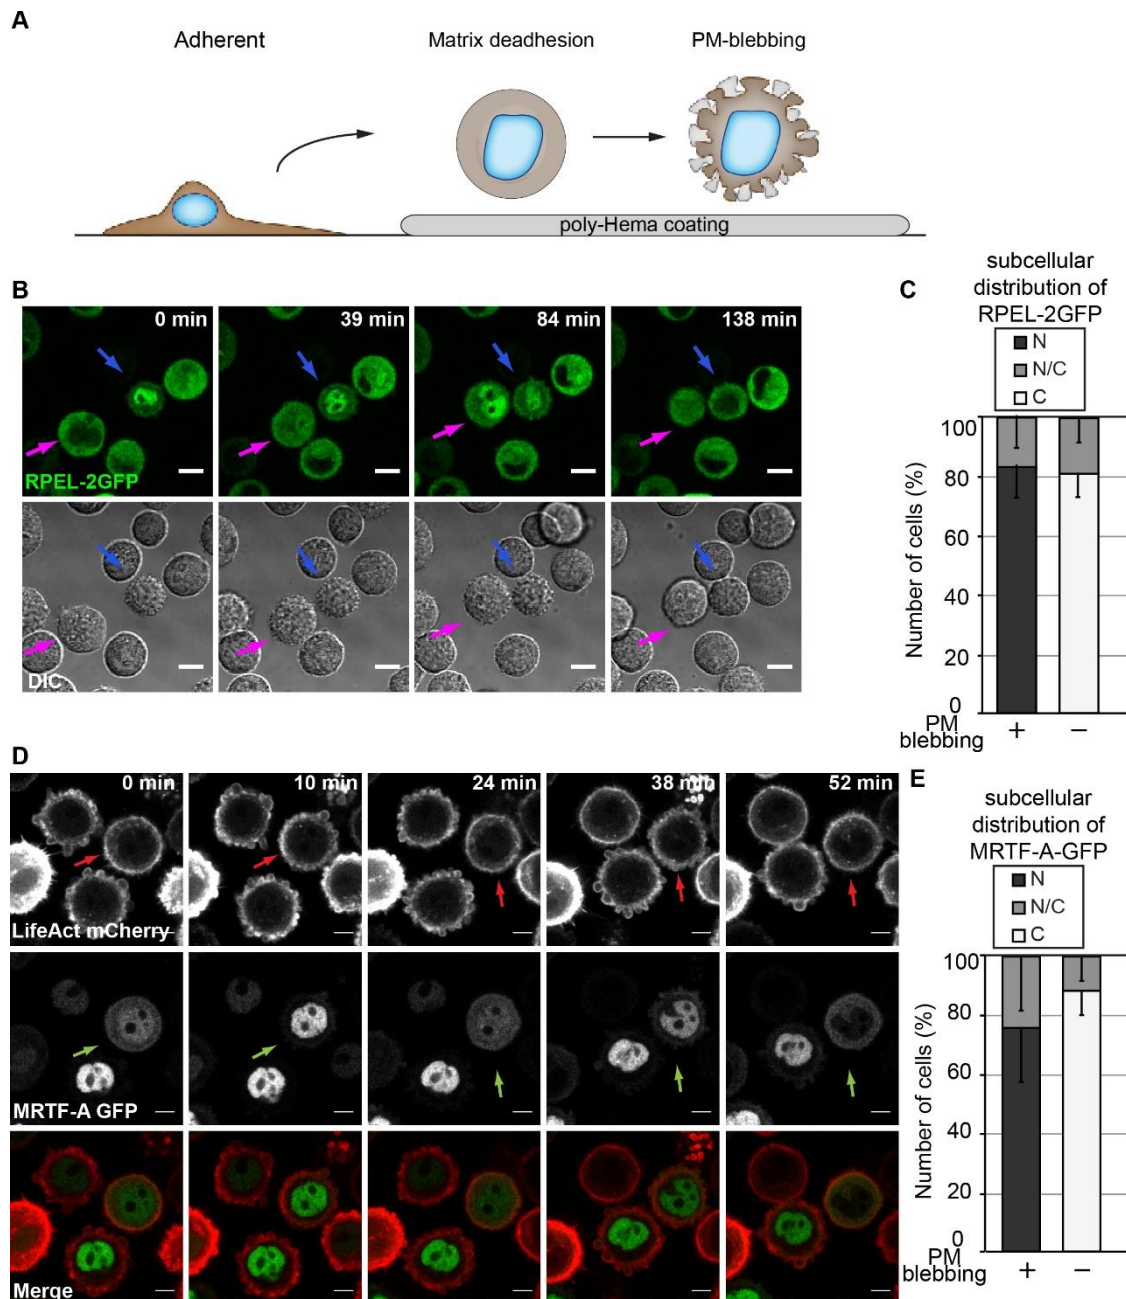 A
Adherent
Matrix deadhesion
PM-blebbing
poly-Hema coating
B
0 min
39 min
84 min
138 min
RPEL-2GFP
DIC
C
subcellular
distribution of
RPEL-2GFP
N
N/C
C
Number of cells (%)
100
80
60
40
20
0
PM
blebbing
+
−
D
0 min
10 min
24 min
38 min
52 min
LifeAct mCherry
MRTF-A GFP
Merge
E
subcellular
distribution of
MRTF-A-GFP
N
N/C
C
Number of cells (%)
100
80
60
40
20
0
PM
blebbing
+
−